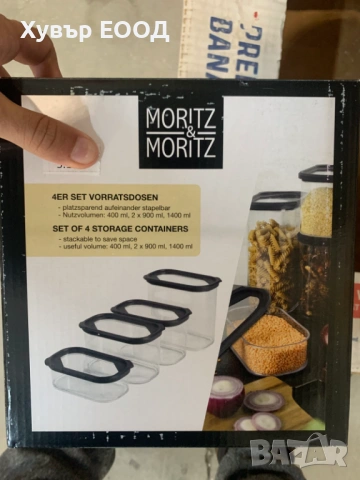 Хувър ЕООД
MORITZ
&
MORITZ
4ER SET VORRATSDOSEN
- platzsparend aufeinander stapelbar
- Nutzvolumen: 400 ml, 2 x 900 ml, 1400 ml
SET OF 4 STORAGE CONTAINERS
- stackable to save space
- useful volume: 400 ml, 2 x 900 ml, 1400 ml
BAZAR